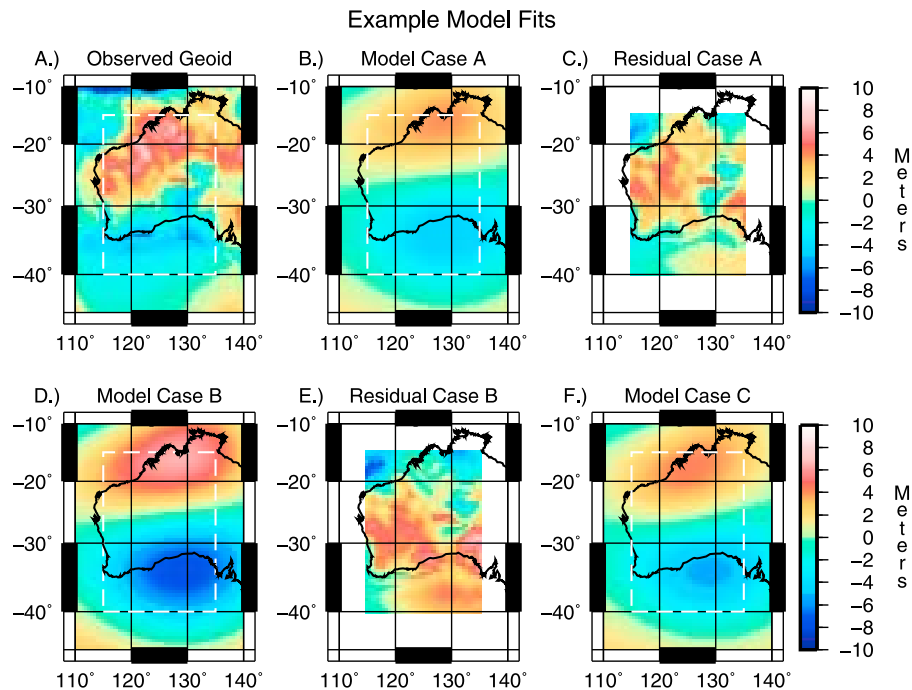 Example Model Fits
A.) Observed Geoid
B.) Model Case A
C.) Residual A
−10° −20° −30° −40°
110° 120° 130° 140°
−10° −20° −30° −40°
110° 120° 130° 140°
−10° −20° −30° −40°
110° 120° 130° 140°
10 8 6 4 2 0 −2 −4 −6 −8 −10
Meters
D.) Model Case B
E.) Residual Case B
F.) Model Case C
−10° −20° −30° −40°
110° 120° 130° 140°
−10° −20° −30° −40°
110° 120° 130° 140°
−10° −20° −30° −40°
110° 120° 130° 140°
10 8 6 4 2 0 −2 −4 −6 −8 −10
Meters